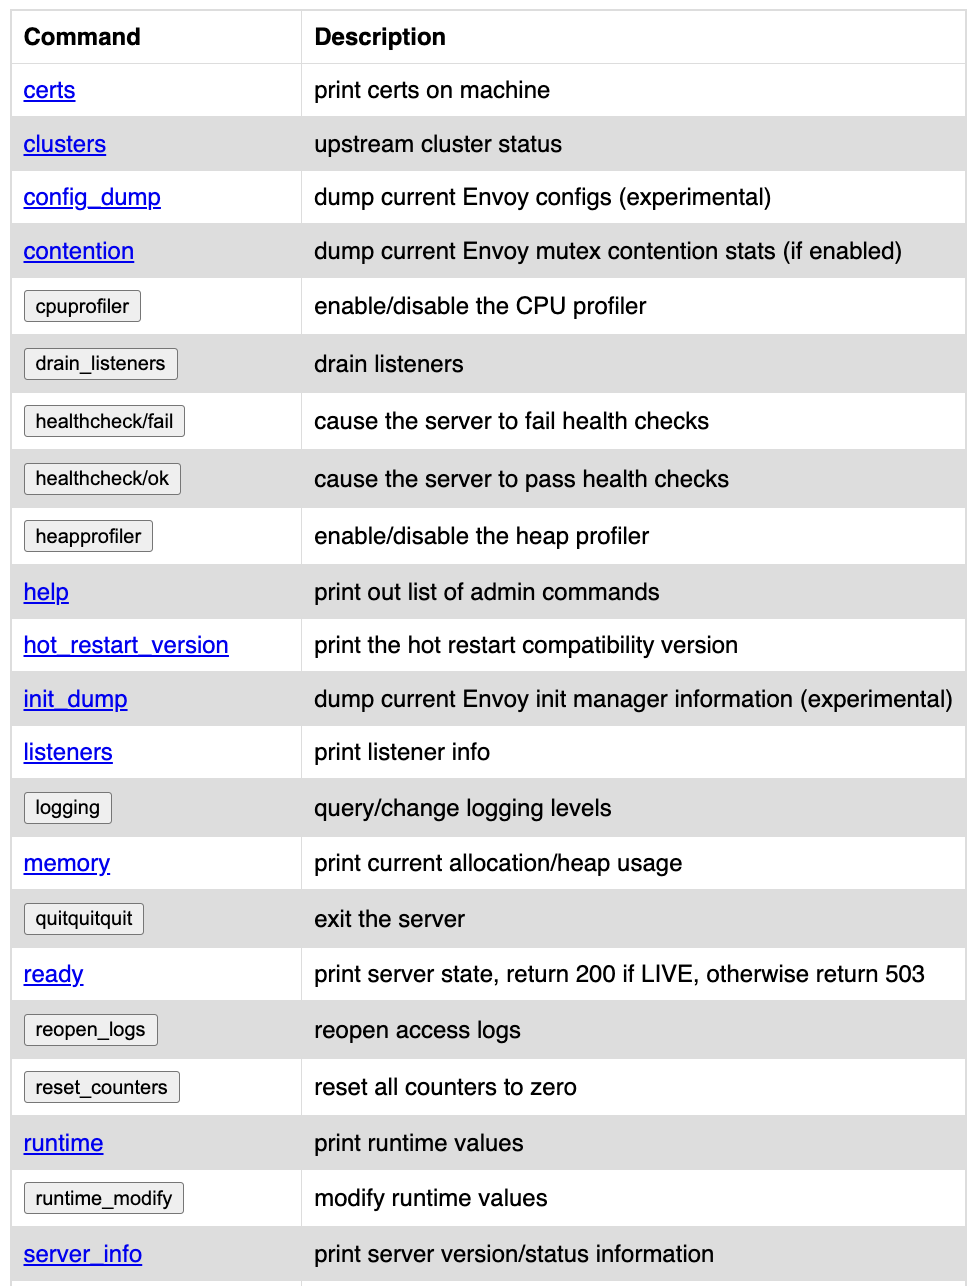 Command Description
certs print certs on machine
clusters upstream cluster status
config_dump dump current Envoy configs (experimental)
contention dump current Envoy mutex contention stats (if enabled)
cpuprofiler enable/disable the CPU profiler
drain_listeners drain listeners
healthcheck/fail cause the server to fail health checks
healthcheck/ok cause the server to pass health checks
heapprofiler enable/disable the heap profiler
help print out list of admin commands
hot_restart_version print the hot restart compatibility version
init_dump dump current Envoy init manager information (experimental)
listeners print listener info
logging query/change logging levels
memory print current allocation/heap usage
quitquitquit exit the server
ready print server state, return 200 if LIVE, otherwise return 503
reopen_logs reopen access logs
reset_counters reset all counters to zero
runtime print runtime values
runtime_modify modify runtime values
server_info print server version/status information